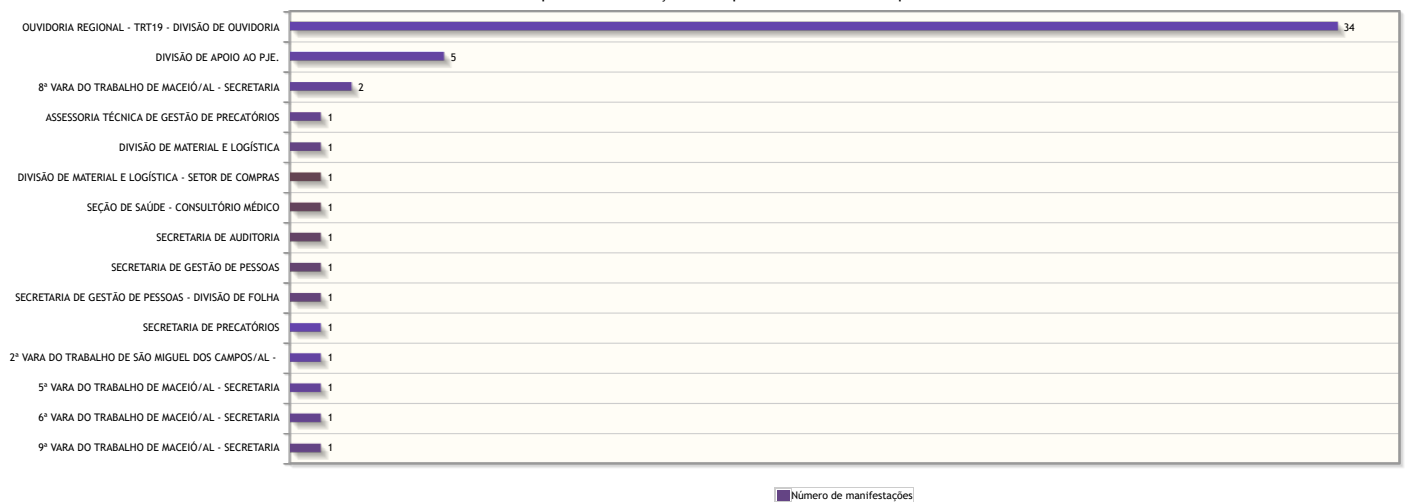 OUVIDORIA REGIONAL - TRT19 - DIVISÃO DE OUVIDORIA 34
DIVISÃO DE APOIO AO PJE. 5
8ª VARA DO TRABALHO DE MACEIÓ/AL - SECRETARIA 2
ASSESSORIA TÉCNICA DE GESTÃO DE PRECATÓRIOS 1
DIVISÃO DE MATERIAL E LOGÍSTICA 1
DIVISÃO DE MATERIAL E LOGÍSTICA - SETOR DE COMPRAS 1
SEÇÃO DE SAÚDE - CONSULTÓRIO MÉDICO 1
SECRETARIA DE AUDITORIA 1
SECRETARIA DE GESTÃO DE PESSOAS 1
SECRETARIA DE GESTÃO DE PESSOAS - DIVISÃO DE FOLHA 1
SECRETARIA DE PRECATÓRIOS 1
2ª VARA DO TRABALHO DE SÃO MIGUEL DOS CAMPOS/AL - 1
5ª VARA DO TRABALHO DE MACEIÓ/AL - SECRETARIA 1
6ª VARA DO TRABALHO DE MACEIÓ/AL - SECRETARIA 1
9ª VARA DO TRABALHO DE MACEIÓ/AL - SECRETARIA 1
Número de manifestações